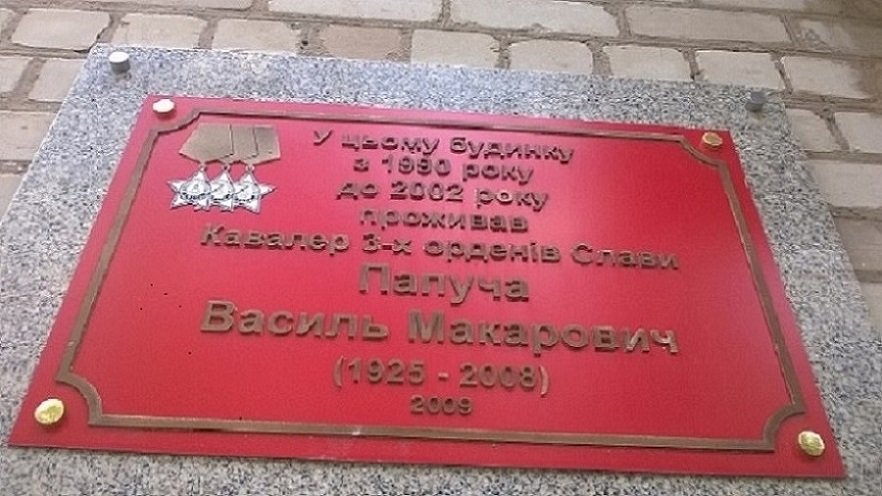 У цьому будинку
з 1990 року
до 2002 року
проживав
Кавалер 3-х орденів Слави
Папуча
Василь Макарович
(1925 - 2008)
2009